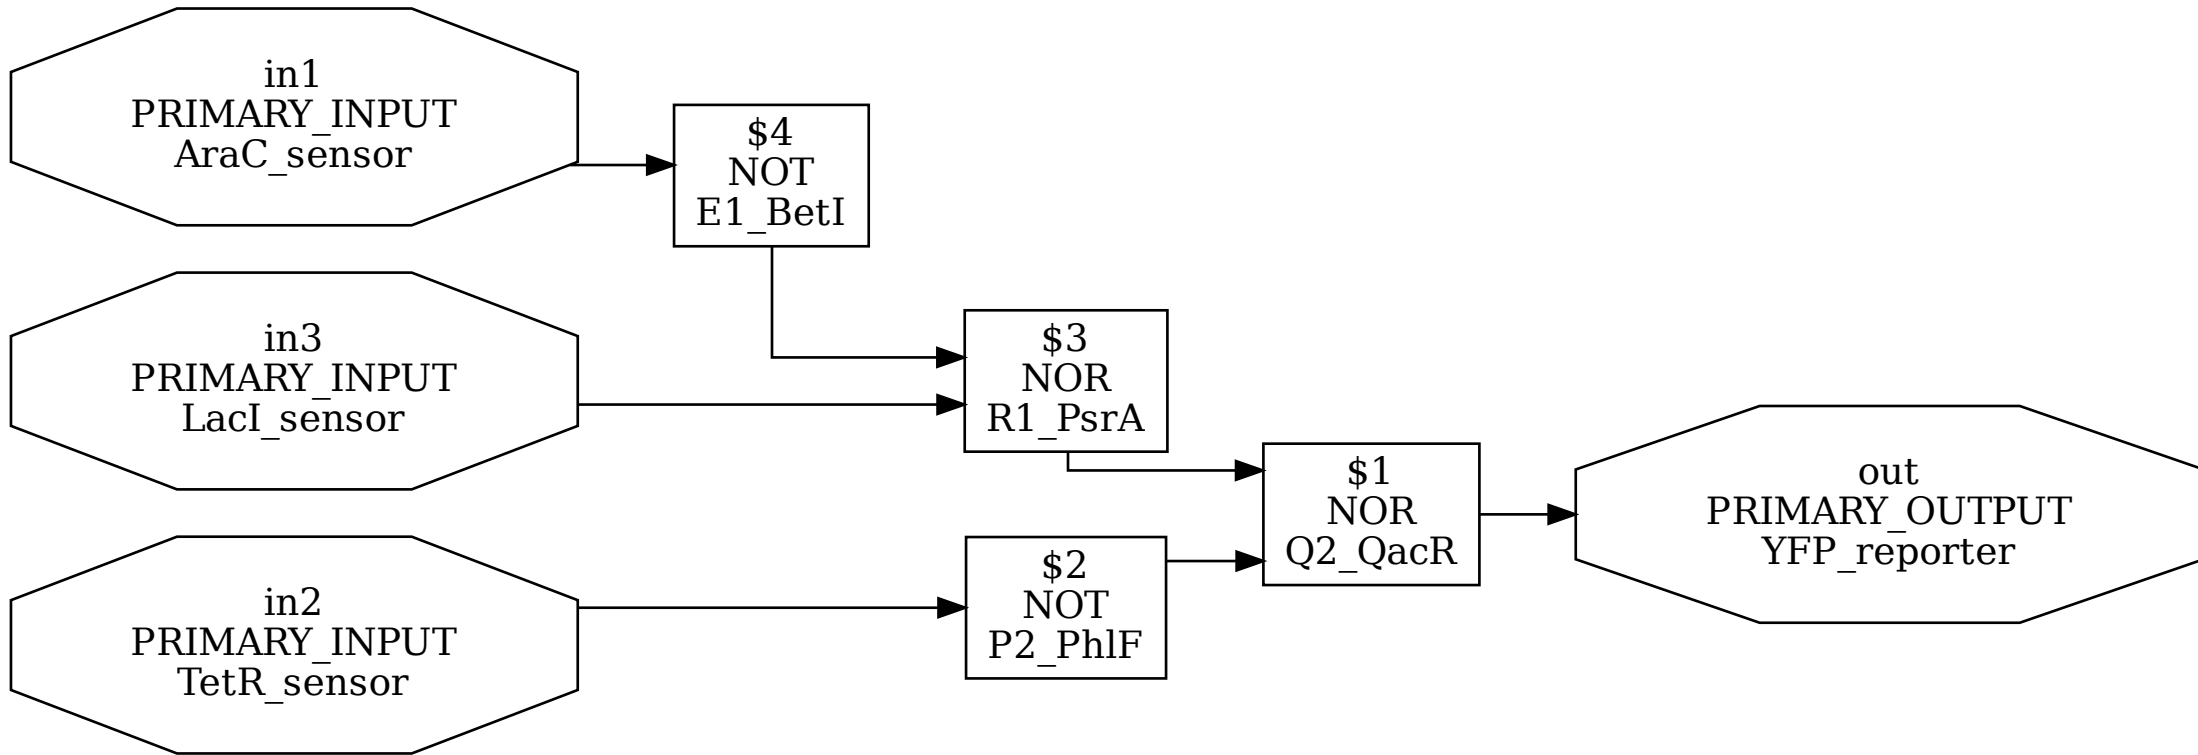 in1
PRIMARY_INPUT
AraC_sensor
$4
NOT
E1_BetI
in3
PRIMARY_INPUT
LacI_sensor
$3
NOR
R1_PsrA
in2
PRIMARY_INPUT
TetR_sensor
$2
NOT
P2_PhlF
$1
NOR
Q2_QacR
out
PRIMARY_OUTPUT
YFP_reporter